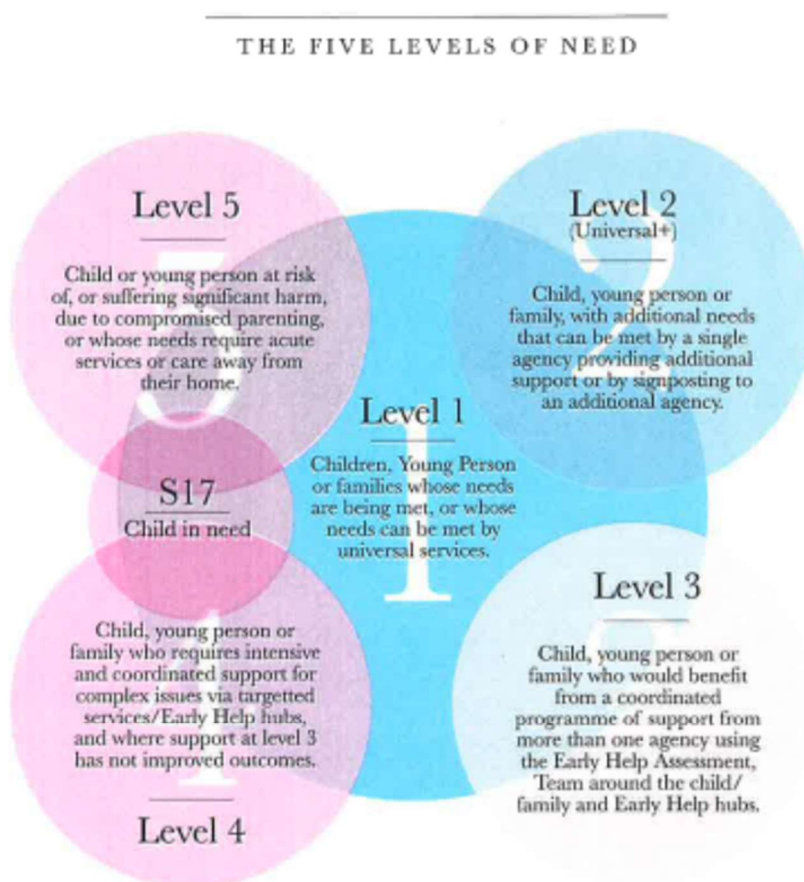 THE FIVE LEVELS OF NEED
Level 5
Child or young person at risk
of, or suffering significant harm,
due to compromised parenting,
or whose needs require acute
services or care away from
their home.
5
Level 2
(Universal+)
Child, young person or
family, with additional needs
that can be met by a single
agency providing additional
support or by signposting to
an additional agency.
2
Level 1
Children, Young Person
or families whose needs
are being met, or whose
needs can be met by
universal services.
1
S17
Child in need
Level 3
Child, young person or
family who would benefit
from a coordinated
programme of support from
more than one agency using
the Early Help Assessment,
Team around the child/
family and Early Help hubs.
Child, young person or
family who requires intensive
and coordinated support for
complex issues via targetted
services/Early Help hubs,
and where support at level 3
has not improved outcomes.
4
Level 4